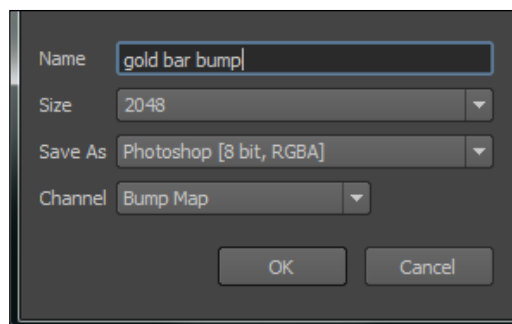 Name gold bar bump
Size 2048
Save As Photoshop [8 bit, RGBA]
Channel Bump Map
OK Cancel